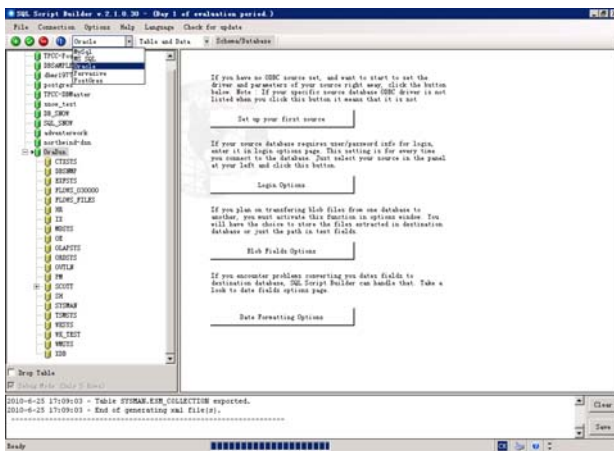 SQL Script Builder v.2.1.0.30 - (Day 1 of evaluation period.)
File Connection Options Help Language Check for update
Oracle Table and Data Schema/Database
MySql
MS SQL
Oracle
Pervasive
PostGres
postgres
TPCC-DBMaster
DB_SNOW
SQL_SNOW
adventurework
northwind-dsn
OraDsn
CTXSYS
DBSNMP
EXFSYS
FLOWS_030000
FLOWS_FILES
HR
IX
MDSYS
OE
OLAPSYS
ORDSYS
OUTLN
PM
SCOTT
SH
SYSMAN
TSMSYS
WKSYS
WK_TEST
WMSYS
XDB
Drop Table
Debug Mode (Only 5 Rows)
If you have no ODBC source set, and want to start to set the
driver and parameters of your source right away, click the button
below. Note : If your specific source database ODBC driver is not
listed when you click this button it means that it is not
Set up your first source
If your source database requires user/password info for login,
enter it in login options page. This setting is for every time
you connect to the database. Just select your source in the panel
at your left and click this button.
Login Options
If you plan on transfering blob files from one database to
another, you must activate this function in options window. You
will have the choice to store the files extracted in destination
database or just the path in text fields.
Blob Fields Options
If you encounter problems converting you dates fields to
destination database, SQL Script Builder can handle that. Take a
look to date fields options page.
Date Formatting Options
2010-6-25 17:09:03 - Table SYSMAN.ESM_COLLECTION exported.
2010-6-25 17:09:03 - End of generating xml file(s).
Clear
Save
Ready
CH